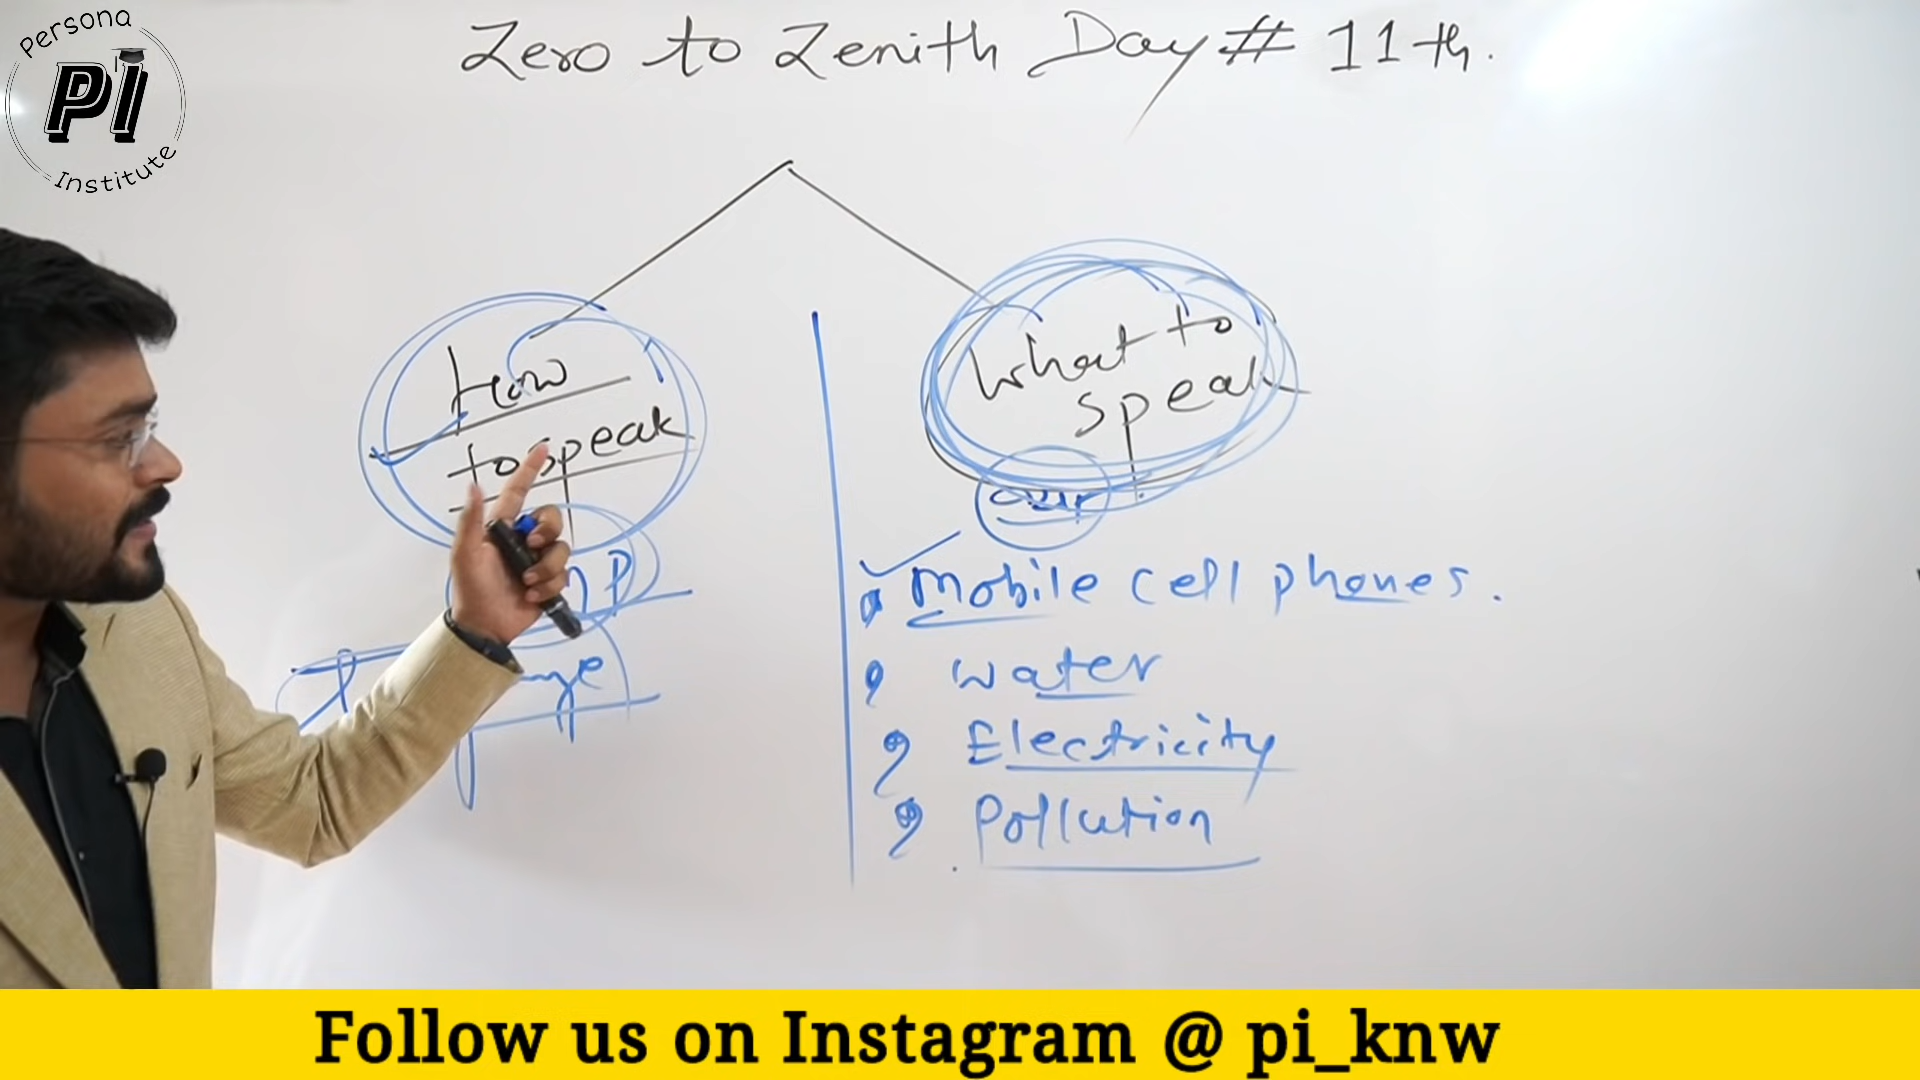 Persona
PI
Institute
Zero to Zenith Day # 11th.
How
to speak
What to
speak
over
Mobile cell phones.
water
Electricity
Pollution
Follow us on Instagram @ pi_knw